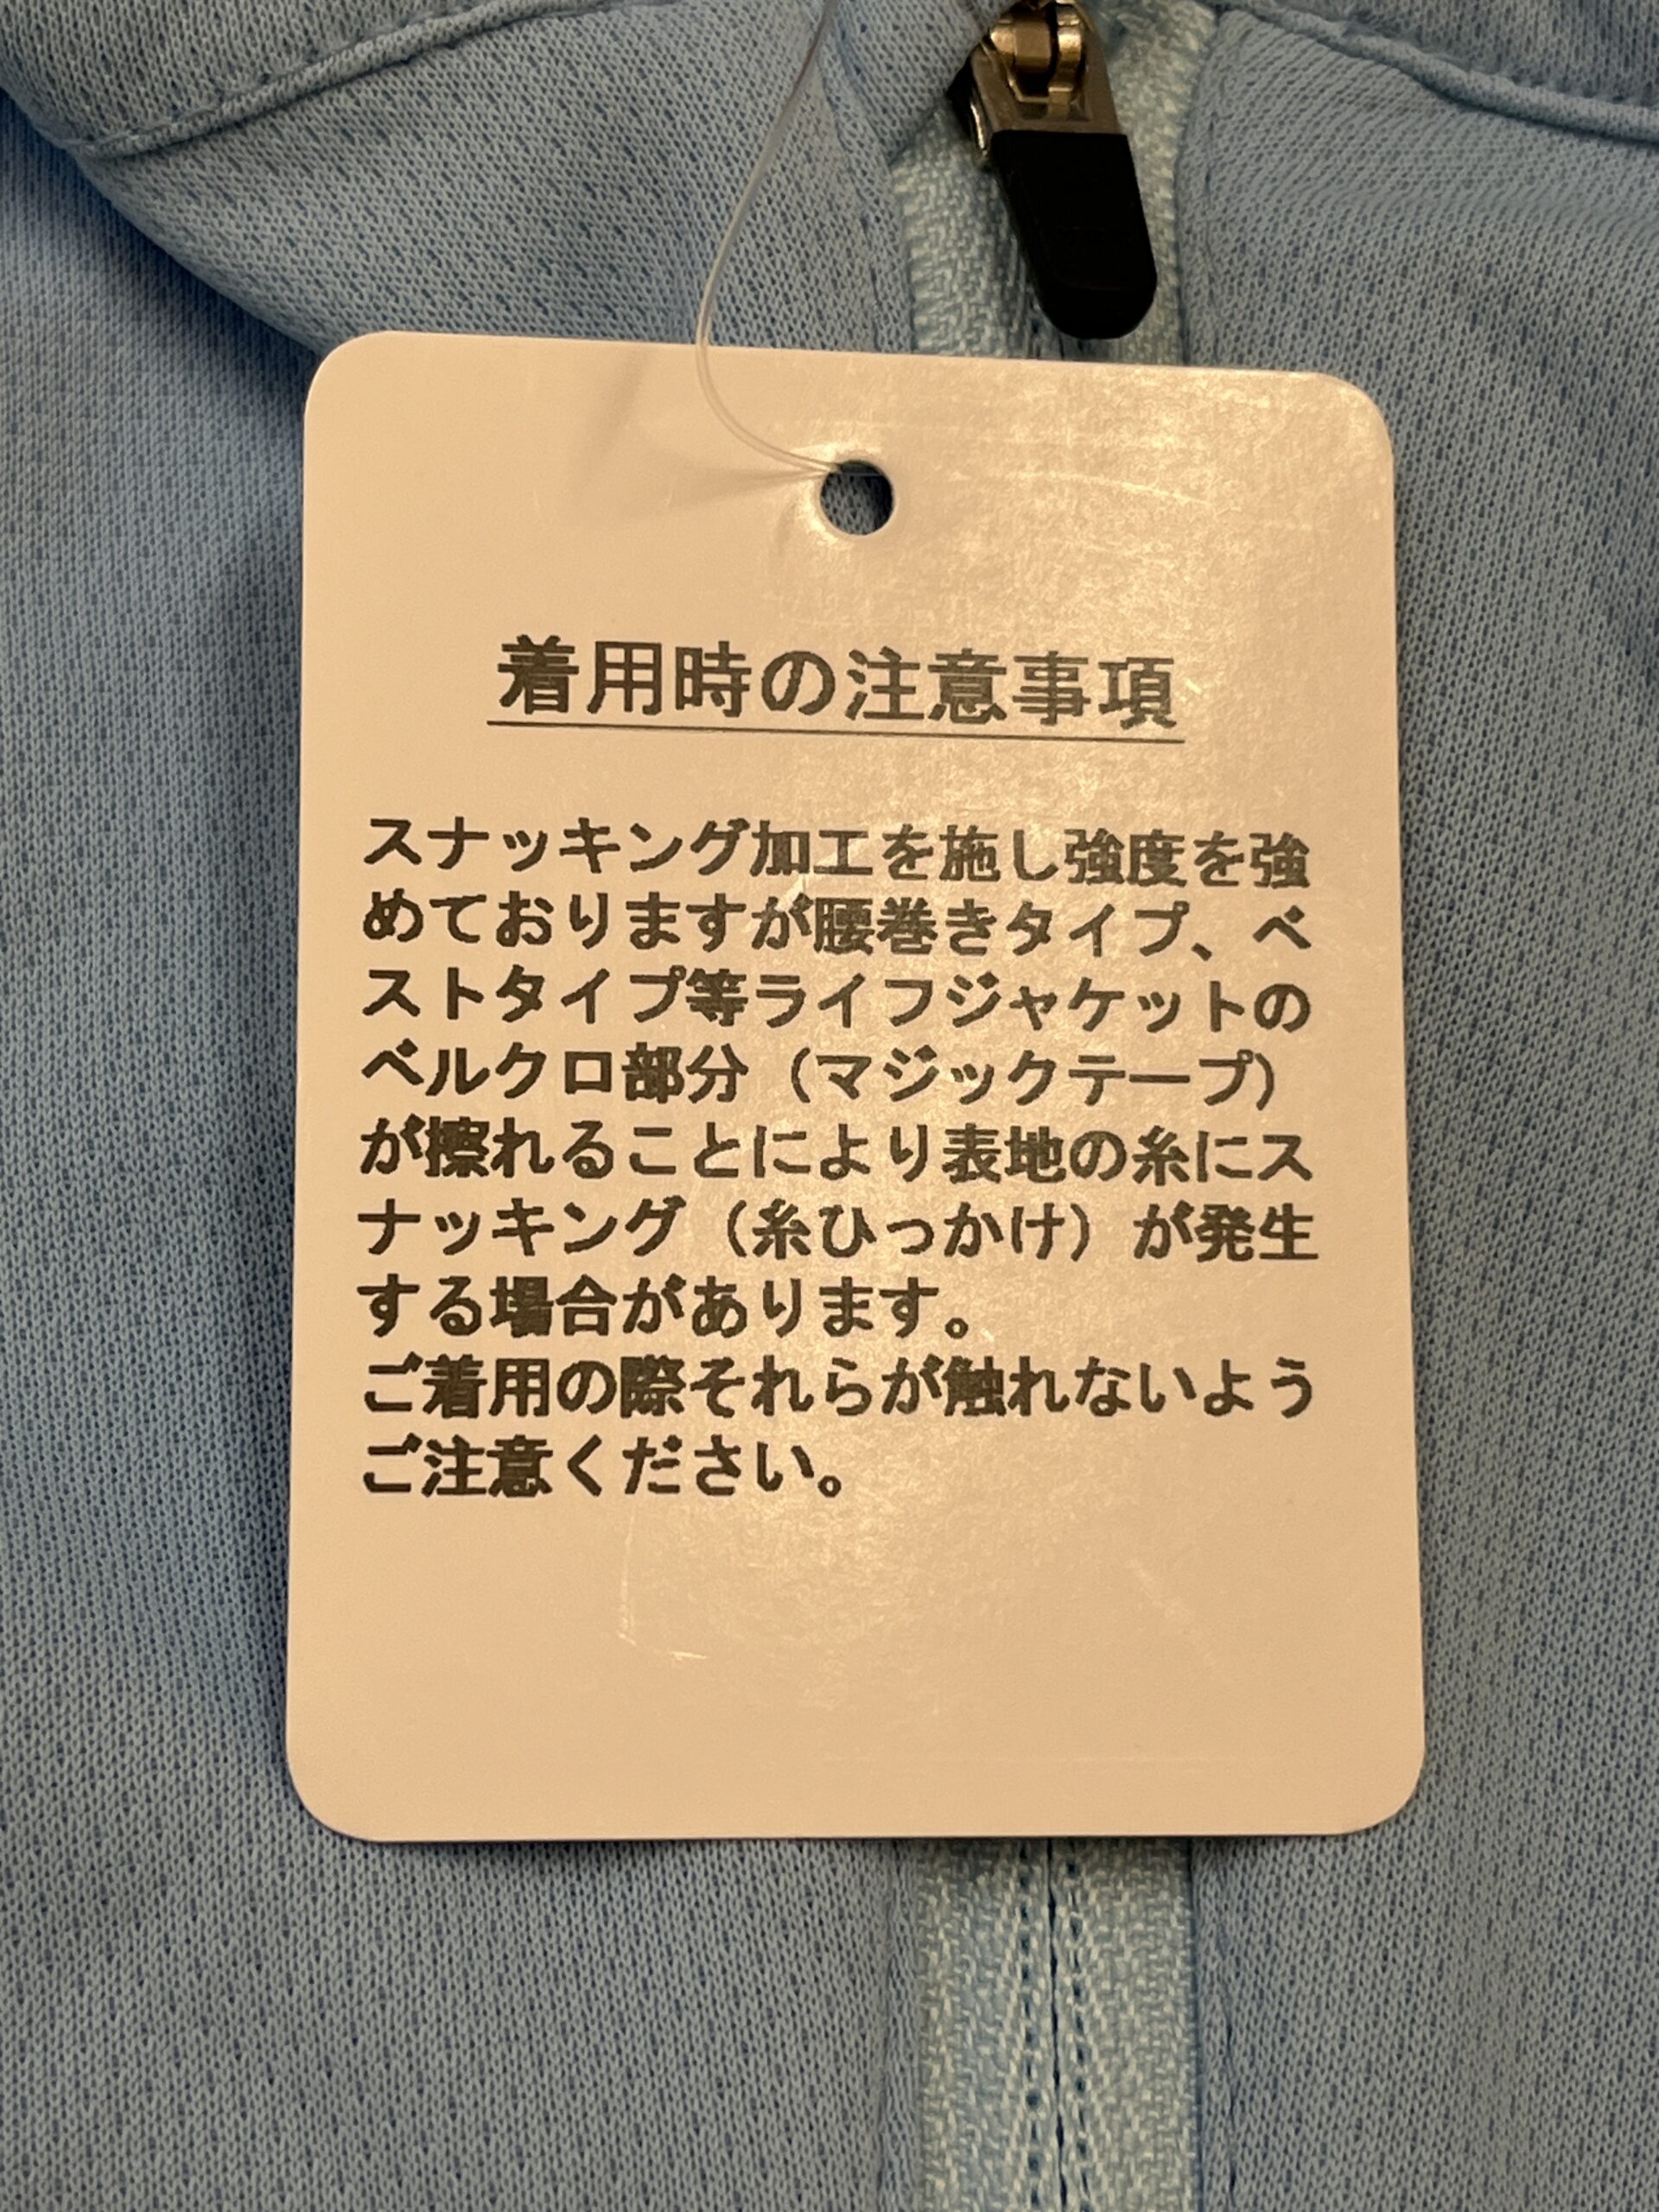 着用時の注意事項
スナッキング加工を施し強度を強
めておりますが腰巻きタイプ、ベ
ストタイプ等ライフジャケットの
ベルクロ部分（マジックテープ）
が擦れることにより表地の糸にス
ナッキング（糸ひっかけ）が発生
する場合があります。
ご着用の際それらが触れないよう
ご注意ください。